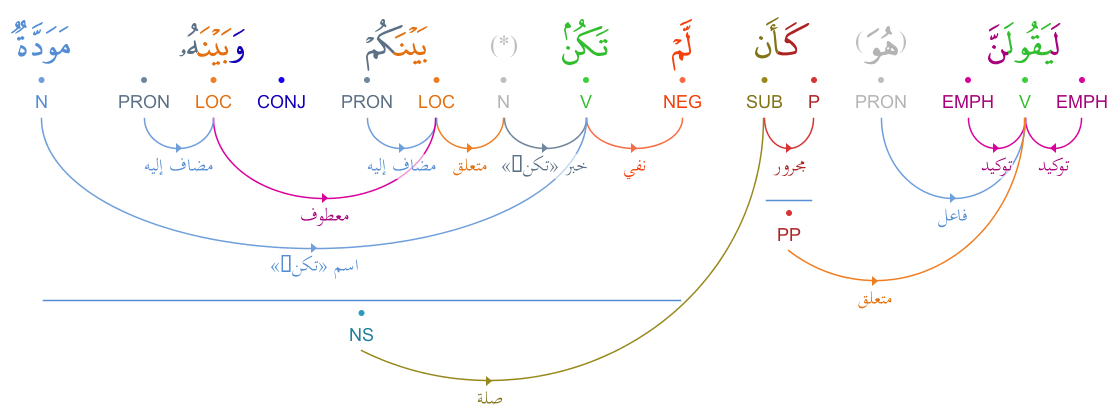 لَيَقُولَنَّ (هُوَ) كَأَن لَّمْ تَكُنۢ (*) بَيْنَكُمْ وَبَيْنَهُۥ مَوَدَّةٌۭ
EMPH V EMPH PRON P SUB NEG V N LOC PRON CONJ LOC PRON N
توكيد توكيد مجرور نفي خبر «تكن» متعلق مضاف إليه مضاف إليه
فاعل معطوف
PP
اسم «تكن»
متعلق
NS
صلة